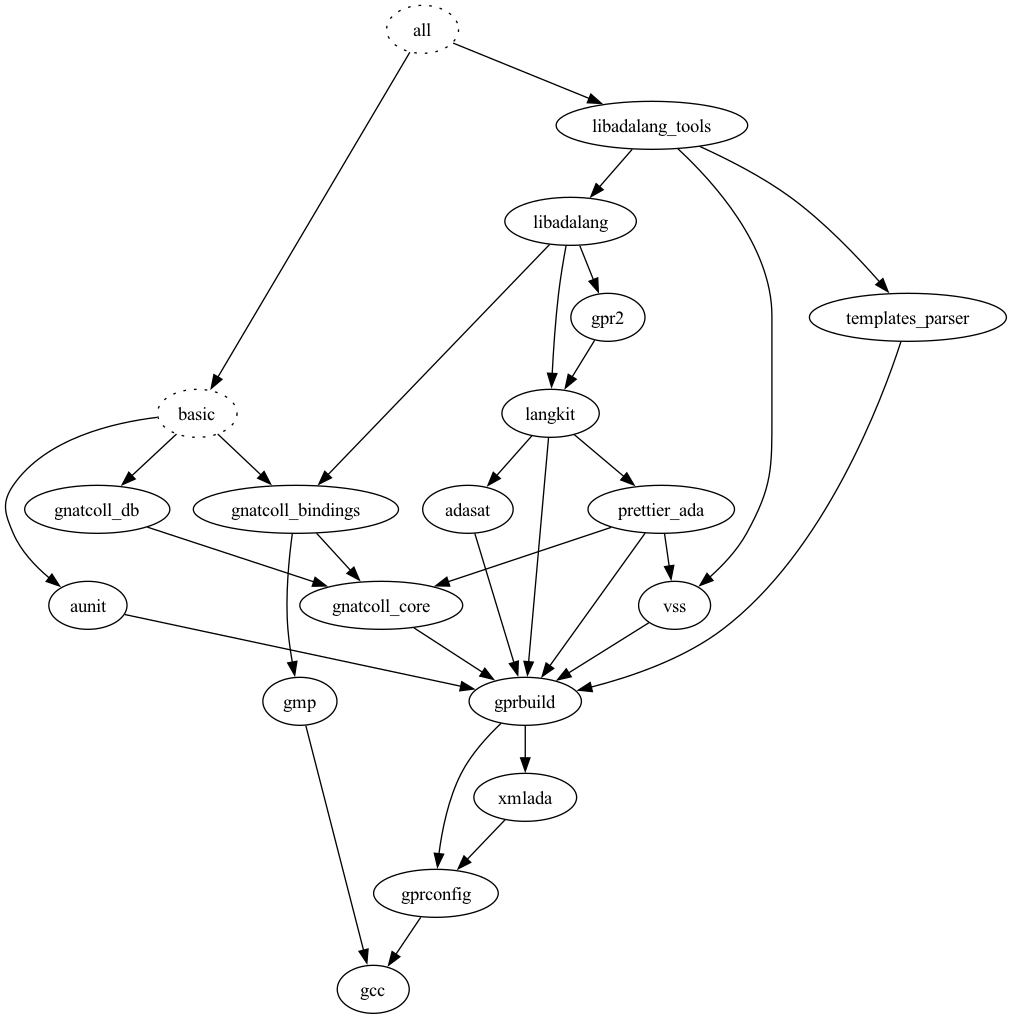 all
libadalang_tools
libadalang
gpr2
templates_parser
basic
langkit
gnatcoll_db
gnatcoll_bindings
adasat
prettier_ada
aunit
gnatcoll_core
vss
gmp
gprbuild
xmlada
gprconfig
gcc